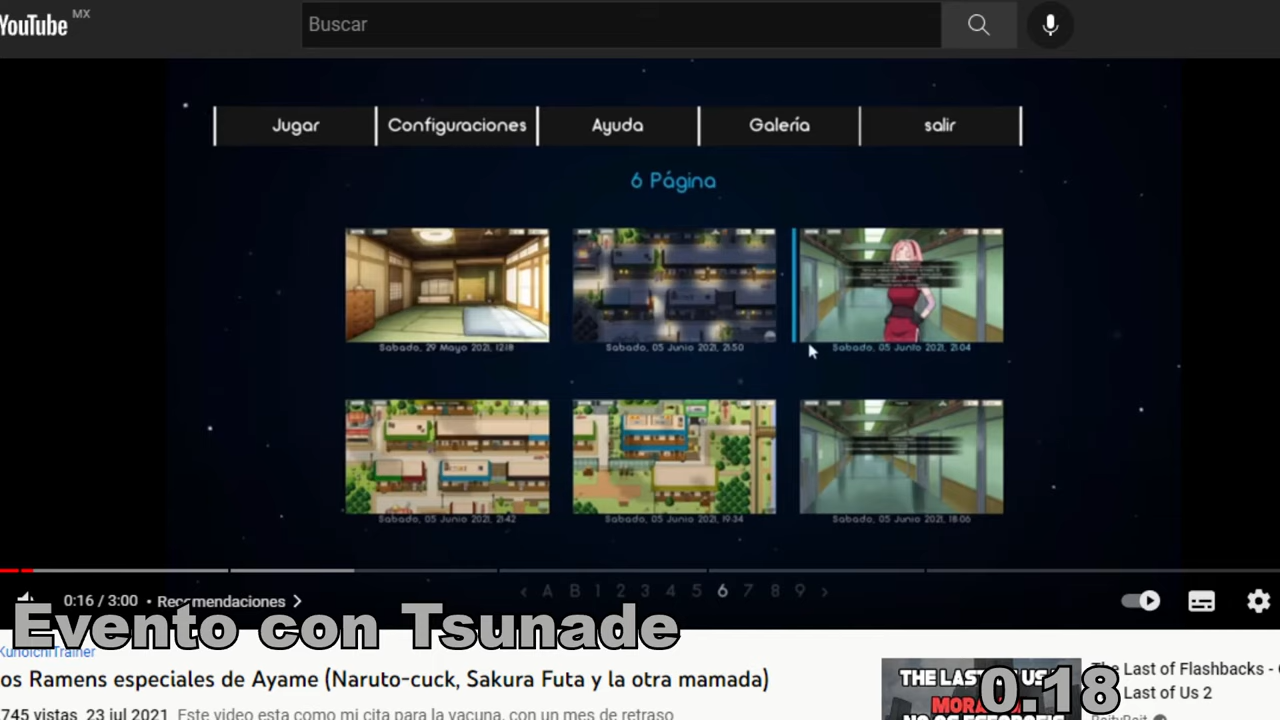 YouTube MX
Buscar
Jugar
Configuraciones
Ayuda
Galería
salir
6 Página
Sabado, 29 Mayo 2021, 12:18
Sabado, 05 Junio 2021, 21:50
Sabado, 05 Junio 2021, 21:04
Sabado, 05 Junio 2021, 21:42
Sabado, 05 Junio 2021, 19:34
Sabado, 05 Junio 2021, 18:06
< A B 1 2 3 4 5 6 7 8 9 >
0:16 / 3:00 • Recomendaciones >
Evento con Tsunade
KunoichiTrainer
os Ramens especiales de Ayame (Naruto-cuck, Sakura Futa y la otra mamada)
745 vistas 23 jul 2021 Este video esta como mi cita para la vacuna, con un mes de retraso
THE LAST OF US
0.18
The Last of Flashbacks -
Last of Us 2